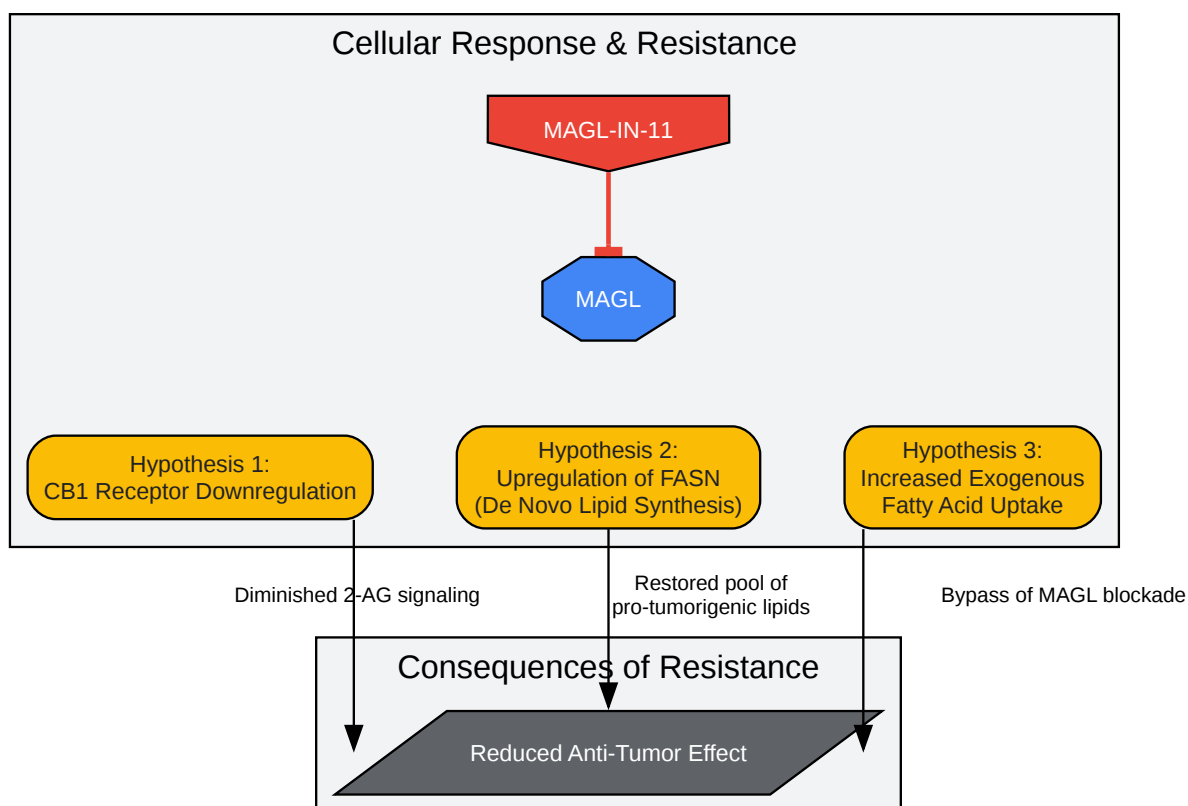 Cellular Response & Resistance
MAGL-IN-11
MAGL
Hypothesis 1:
CB1 Receptor Downregulation
Hypothesis 2:
Upregulation of FASN
(De Novo Lipid Synthesis)
Hypothesis 3:
Increased Exogenous
Fatty Acid Uptake
Diminished 2-AG signaling
Restored pool of
pro-tumorigenic lipids
Bypass of MAGL blockade
Consequences of Resistance
Reduced Anti-Tumor Effect